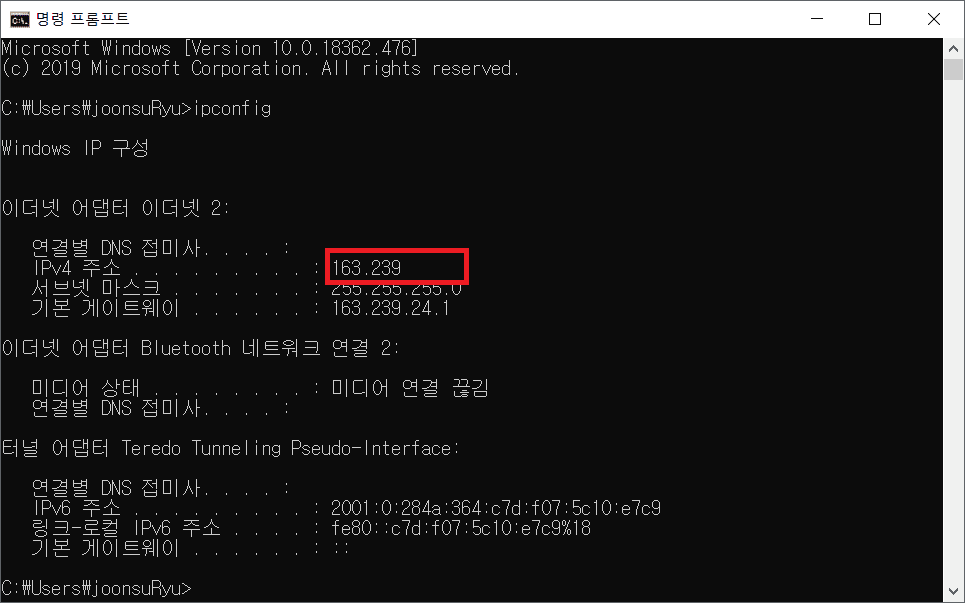 명령 프롬프트
Microsoft Windows [Version 10.0.18362.476]
(c) 2019 Microsoft Corporation. All rights reserved.
C:\Users\joonsuRyu>ipconfig
Windows IP 구성
이더넷 어댑터 이더넷 2:
연결별 DNS 접미사. . . . :
IPv4 주소 . . . . . . . . . : 163.239
서브넷 마스크 . . . . . . . : 255.255.255.0
기본 게이트웨이 . . . . . . : 163.239.24.1
이더넷 어댑터 Bluetooth 네트워크 연결 2:
미디어 상태 . . . . . . . . : 미디어 연결 끊김
연결별 DNS 접미사. . . . :
터널 어댑터 Teredo Tunneling Pseudo-Interface:
연결별 DNS 접미사. . . . :
IPv6 주소 . . . . . . . . . : 2001:0:284a:364:c7d:f07:5c10:e7c9
링크-로컬 IPv6 주소 . . . . : fe80::c7d:f07:5c10:e7c9%18
기본 게이트웨이 . . . . . . : ::
C:\Users\joonsuRyu>